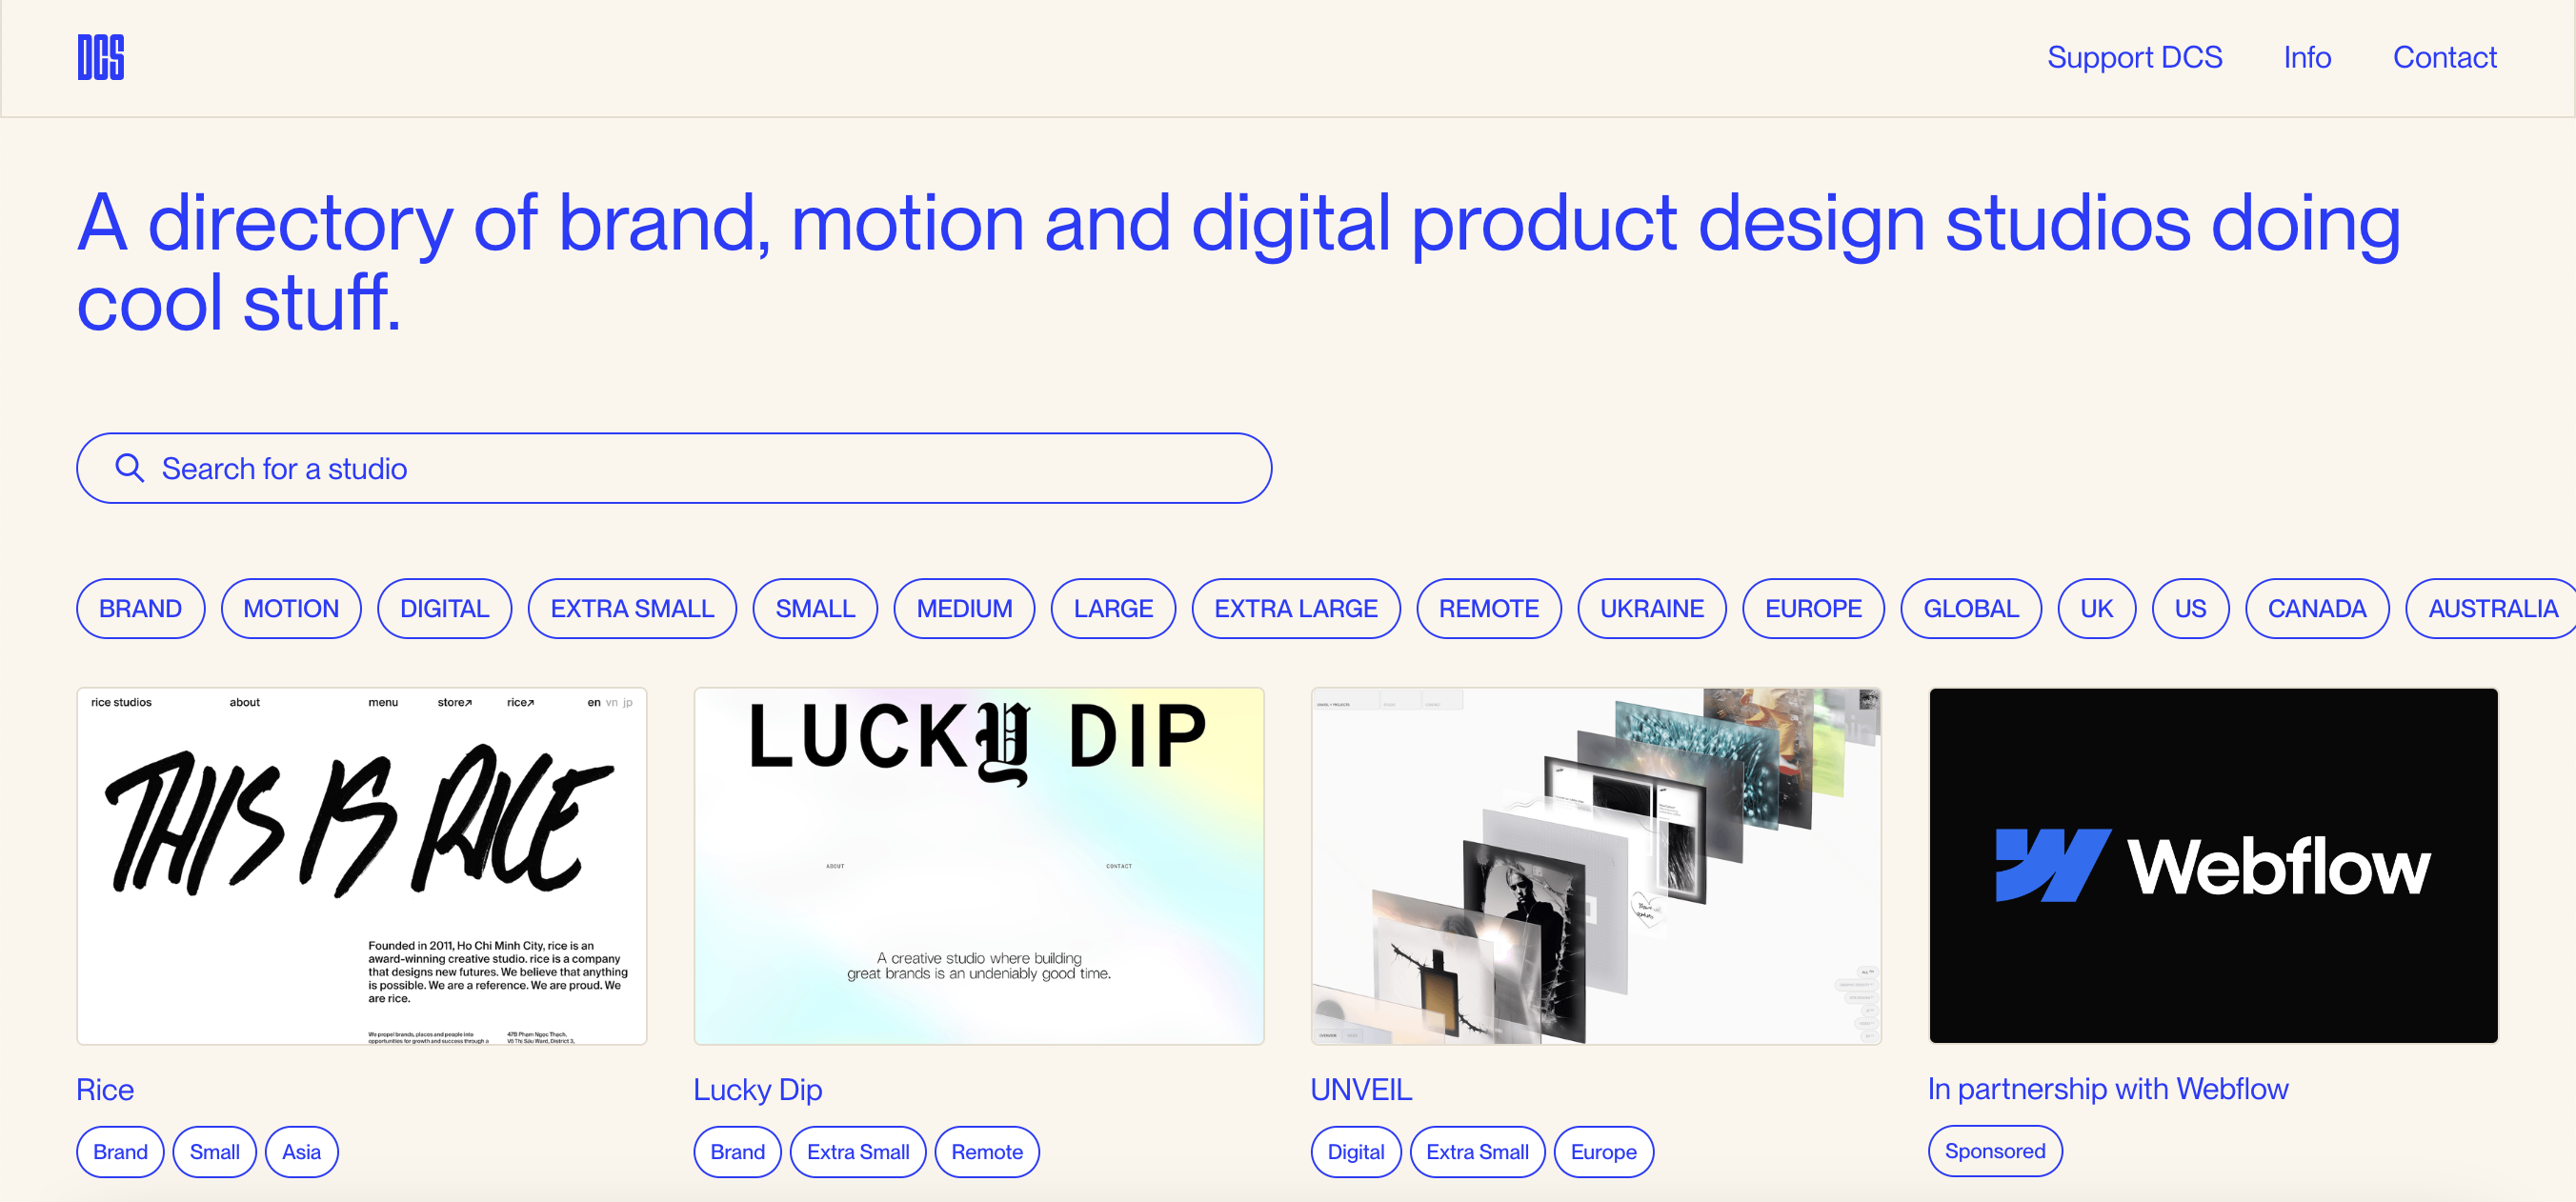 DCS
Support DCS
Info
Contact
A directory of brand, motion and digital product design studios doing
cool stuff.
Search for a studio
BRAND
MOTION
DIGITAL
EXTRA SMALL
SMALL
MEDIUM
LARGE
EXTRA LARGE
REMOTE
UKRAINE
EUROPE
GLOBAL
UK
US
CANADA
AUSTRALIA
rice studios
about
menu
store↗
rice↗
en vn jp
THIS IS RICE
Founded in 2011, Ho Chi Minh City, rice is an
award-winning creative studio. rice is a company
that designs new futures. We believe that anything
is possible. We are a reference. We are proud. We
are rice.
We propel brands, places and people into
opportunities for growth and success through a
47B Phạm Ngọc Thạch,
Võ Thị Sáu Ward, District 3,
LUCKY DIP
ABOUT
CONTACT
A creative studio where building
great brands is an undeniably good time.
Webflow
Rice
Brand
Small
Asia
Lucky Dip
Brand
Extra Small
Remote
UNVEIL
Digital
Extra Small
Europe
In partnership with Webflow
Sponsored